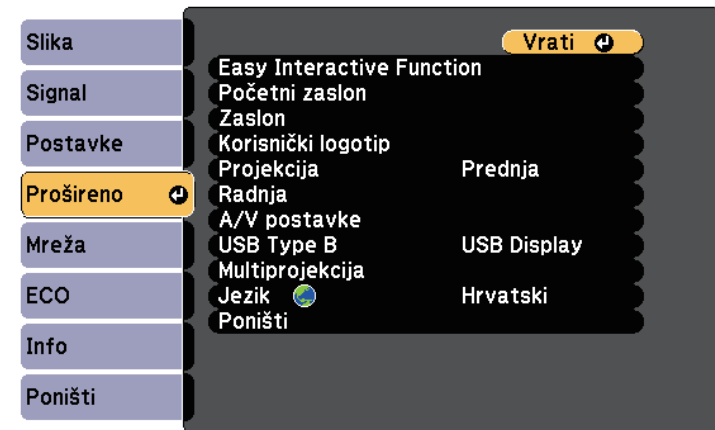 Slika
Signal
Postavke
Prošireno
Mreža
ECO
Info
Poništi
Vrati
Easy Interactive Function
Početni zaslon
Zaslon
Korisnički logotip
Projekcija Prednja
Radnja
A/V postavke
USB Type B USB Display
Multiprojekcija
Jezik Hrvatski
Poništi